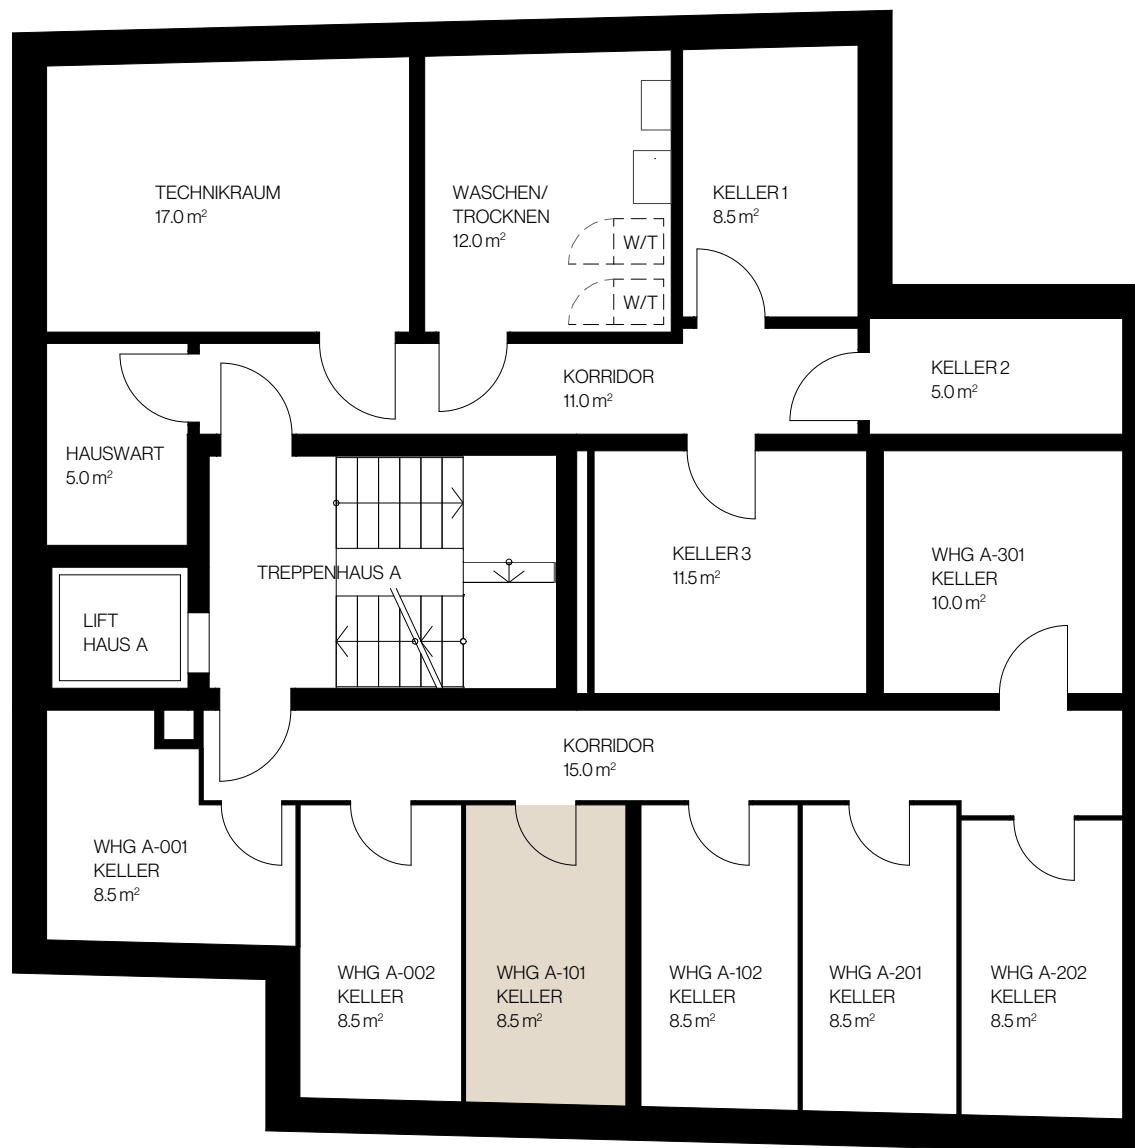 TECHNIKRAUM
17.0 m²
WASCHEN/
TROCKNEN
12.0 m²
W/T
W/T
KELLER 1
8.5 m²
KORRIDOR
11.0 m²
KELLER 2
5.0 m²
HAUSWART
5.0 m²
TREPPENHAUS A
LIFT
HAUS A
KELLER 3
11.5 m²
WHG A-301
KELLER
10.0 m²
KORRIDOR
15.0 m²
WHG A-001
KELLER
8.5 m²
WHG A-002
KELLER
8.5 m²
WHG A-101
KELLER
8.5 m²
WHG A-102
KELLER
8.5 m²
WHG A-201
KELLER
8.5 m²
WHG A-202
KELLER
8.5 m²